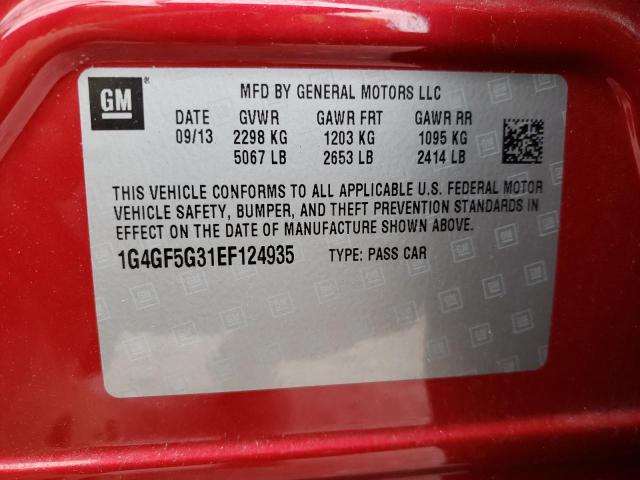 GM
®
MFD BY GENERAL MOTORS LLC
DATE GVWR GAWR FRT GAWR RR
09/13 2298 KG 1203 KG 1095 KG
5067 LB 2653 LB 2414 LB
THIS VEHICLE CONFORMS TO ALL APPLICABLE U.S. FEDERAL MOTOR
VEHICLE SAFETY, BUMPER, AND THEFT PREVENTION STANDARDS IN
EFFECT ON THE DATE OF MANUFACTURE SHOWN ABOVE.
1G4GF5G31EF124935 TYPE: PASS CAR